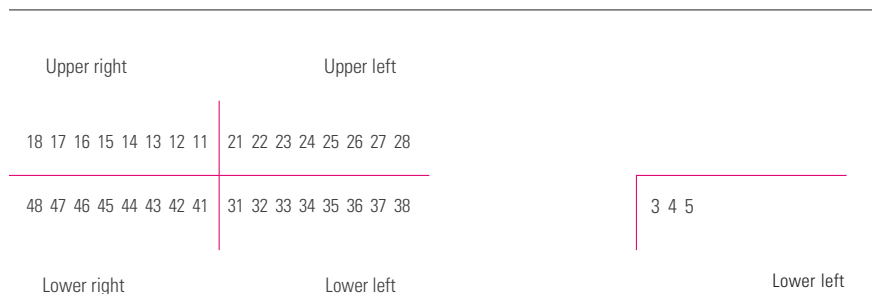 Upper right Upper left
18 17 16 15 14 13 12 11 21 22 23 24 25 26 27 28
48 47 46 45 44 43 42 41 31 32 33 34 35 36 37 38
3 4 5
Lower right Lower left
Lower left